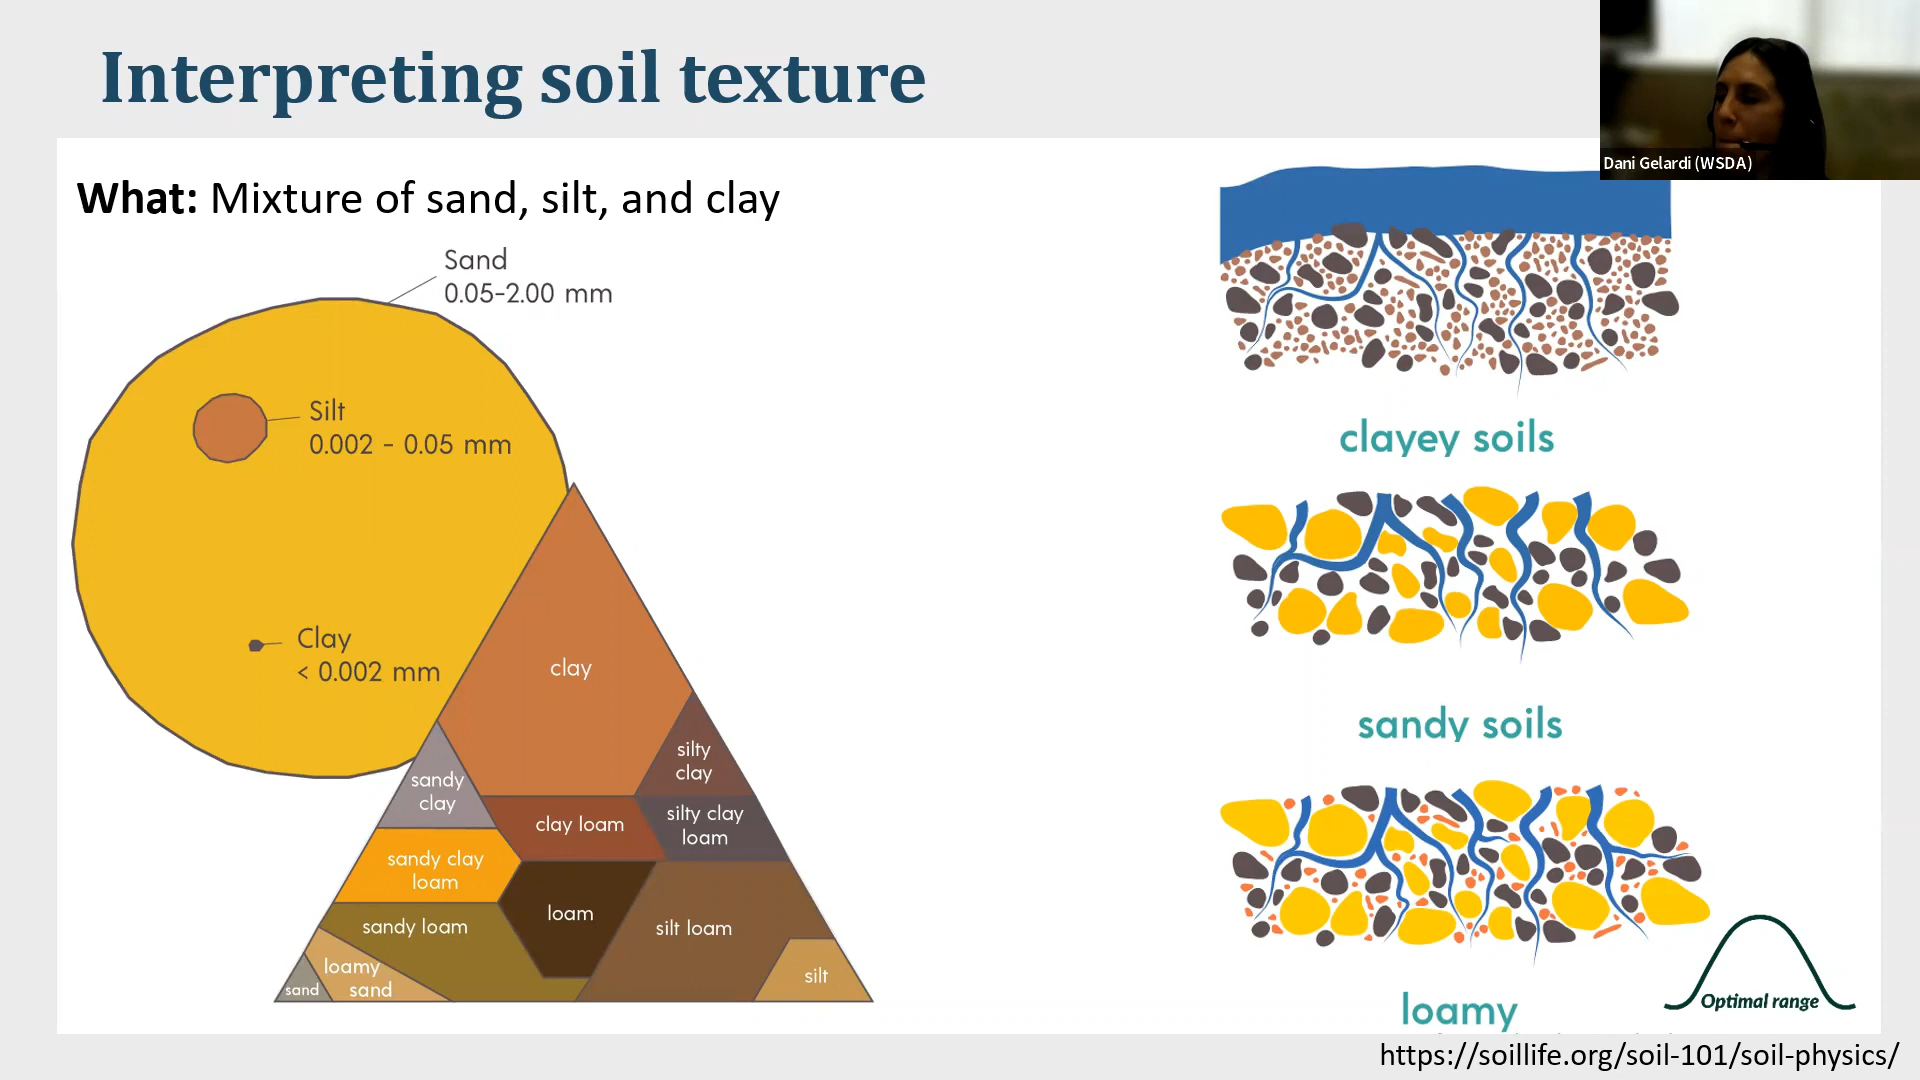 Interpreting soil texture
Dani Gelardi (WSDA)
What: Mixture of sand, silt, and clay
Sand
0.05-2.00 mm
Silt
0.002 - 0.05 mm
Clay
< 0.002 mm
clay
silty
clay
sandy
clay
clay loam
silty clay
loam
sandy clay
loam
loam
sandy loam
silt loam
loamy
sand
sand
silt
clayey soils
sandy soils
loamy
Optimal range
https://soillife.org/soil-101/soil-physics/